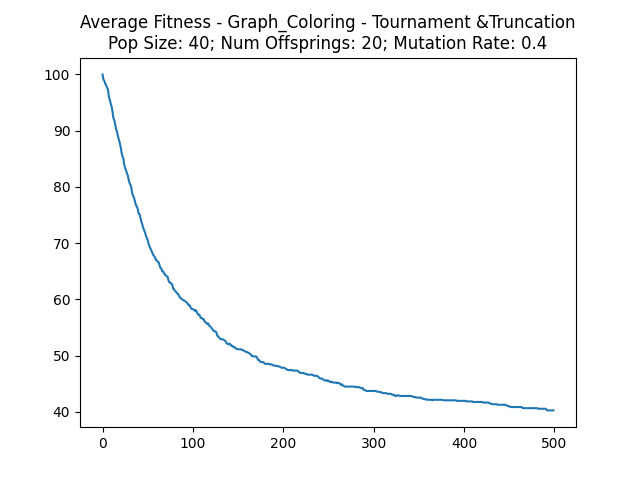 Average Fitness - Graph_Coloring - Tournament &Truncation
Pop Size: 40; Num Offsprings: 20; Mutation Rate: 0.4
100
90
80
70
60
50
40
0 100 200 300 400 500